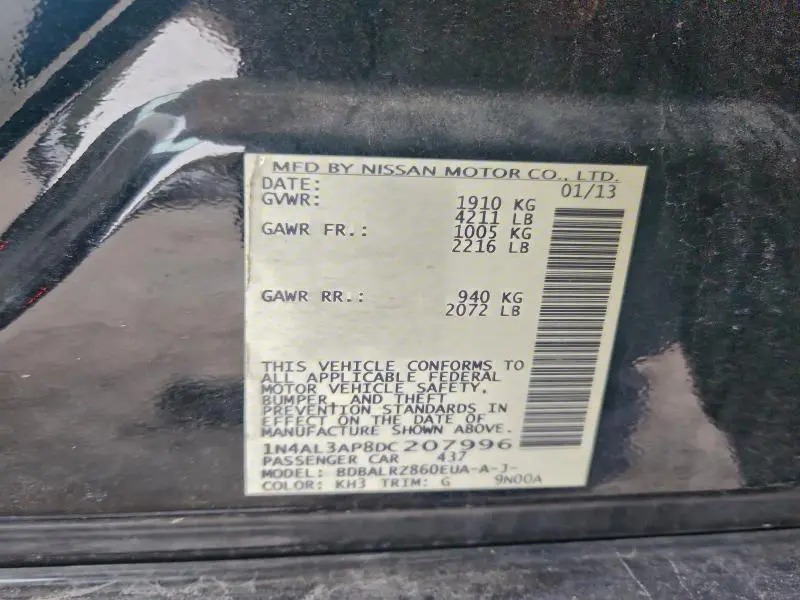 MFD BY NISSAN MOTOR CO., LTD.
DATE: 01/13
GVWR: 1910 KG
4211 LB
GAWR FR.: 1005 KG
2216 LB
GAWR RR.: 940 KG
2072 LB
THIS VEHICLE CONFORMS TO
ALL APPLICABLE FEDERAL
MOTOR VEHICLE SAFETY,
BUMPER, AND THEFT
PREVENTION STANDARDS IN
EFFECT ON THE DATE OF
MANUFACTURE SHOWN ABOVE.
1N4AL3AP8DC207996
PASSENGER CAR 437
MODEL: BDBALRZ860EUA-A-J-
COLOR: KH3 TRIM: G 9N00A